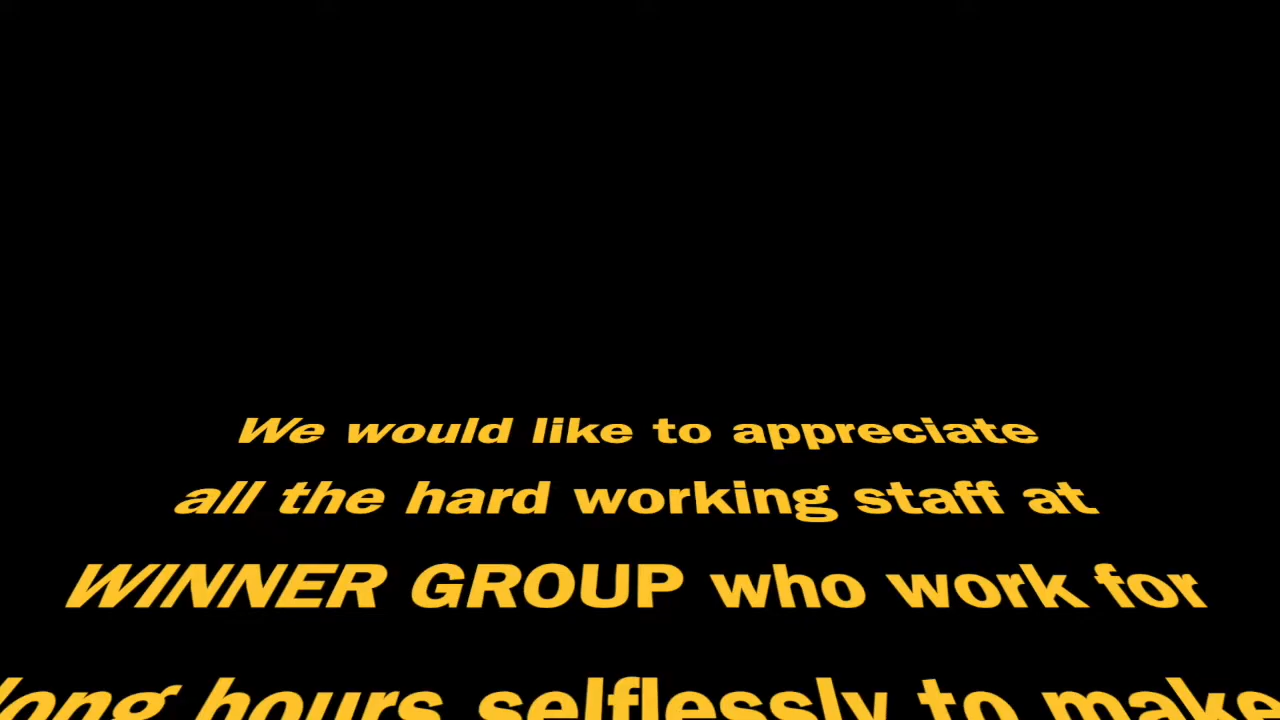 We would like to appreciate
all the hard working staff at
WINNER GROUP who work for
long hours selflessly to make